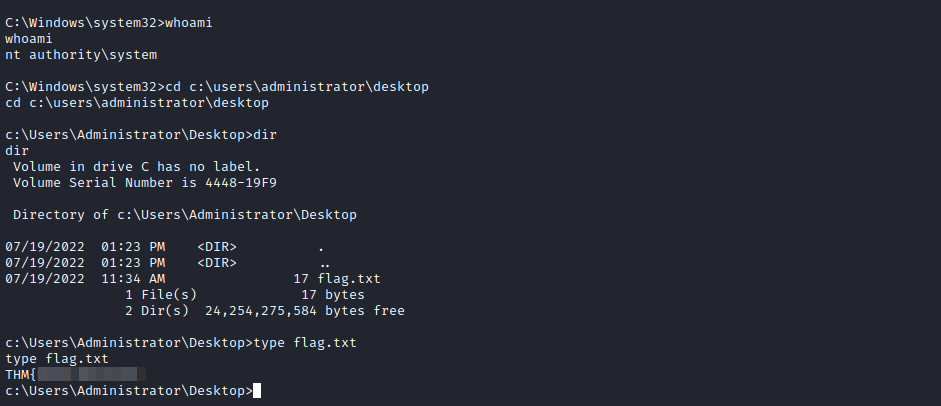 C:\Windows\system32>whoami
whoami
nt authority\system
C:\Windows\system32>cd c:\users\administrator\desktop
cd c:\users\administrator\desktop
c:\Users\Administrator\Desktop>dir
dir
Volume in drive C has no label.
Volume Serial Number is 4448-19F9
Directory of c:\Users\Administrator\Desktop
07/19/2022  01:23 PM    <DIR>          .
07/19/2022  01:23 PM    <DIR>          ..
07/19/2022  11:34 AM                17 flag.txt
1 File(s)             17 bytes
2 Dir(s)  24,254,275,584 bytes free
c:\Users\Administrator\Desktop>type flag.txt
type flag.txt
THM{
c:\Users\Administrator\Desktop>